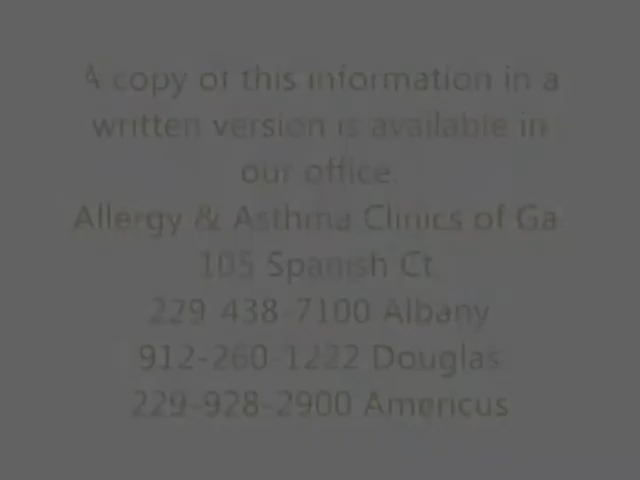 A copy of this information in a
written version is available in
our office.
Allergy & Asthma Clinics of Ga
105 Spanish Ct.
229-438-7100 Albany
912-260-1222 Douglas
229-928-2900 Americus